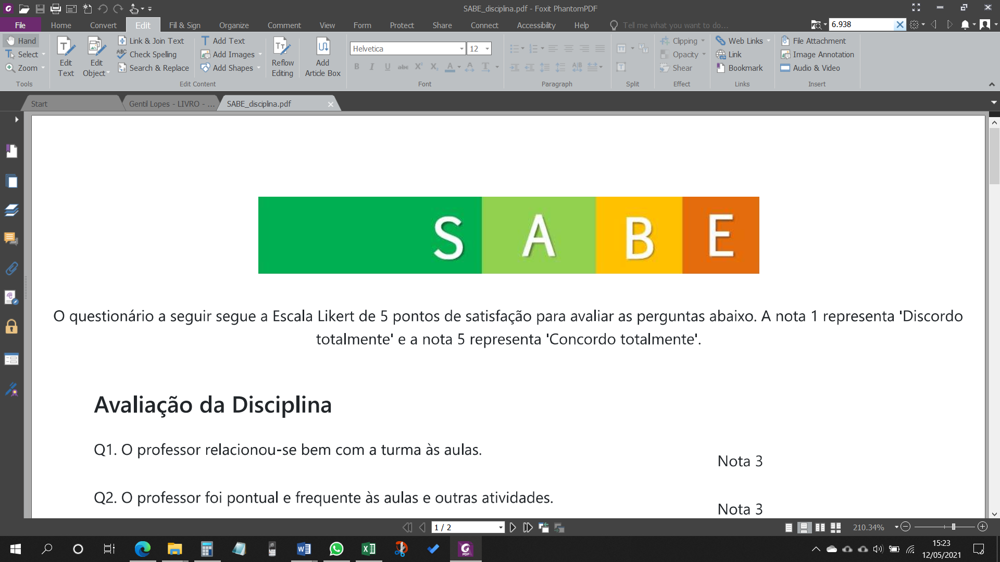 SABE_disciplina.pdf - Foxit PhantomPDF
File Home Convert Edit Fill & Sign Organize Comment View Form Protect Share Connect Accessibility Help Tell me what you want to do... 6.938
Hand
Select
Zoom
Tools
Edit Text
Edit Object
Link & Join Text
Check Spelling
Search & Replace
Add Text
Add Images
Add Shapes
Edit Content
Reflow Editing
Add Article Box
Helvetica 12
Font
Paragraph
Split
Clipping
Opacity
Shear
Effect
Web Links
Link
Bookmark
Links
File Attachment
Image Annotation
Audio & Video
Insert
Start Gentil Lopes - LIVRO - ... SABE_disciplina.pdf
S A B E
O questionário a seguir segue a Escala Likert de 5 pontos de satisfação para avaliar as perguntas abaixo. A nota 1 representa 'Discordo
totalmente' e a nota 5 representa 'Concordo totalmente'.
Avaliação da Disciplina
Q1. O professor relacionou-se bem com a turma às aulas.
Nota 3
Q2. O professor foi pontual e frequente às aulas e outras atividades.
Nota 3
1 / 2
210.34%
15:23
12/05/2021